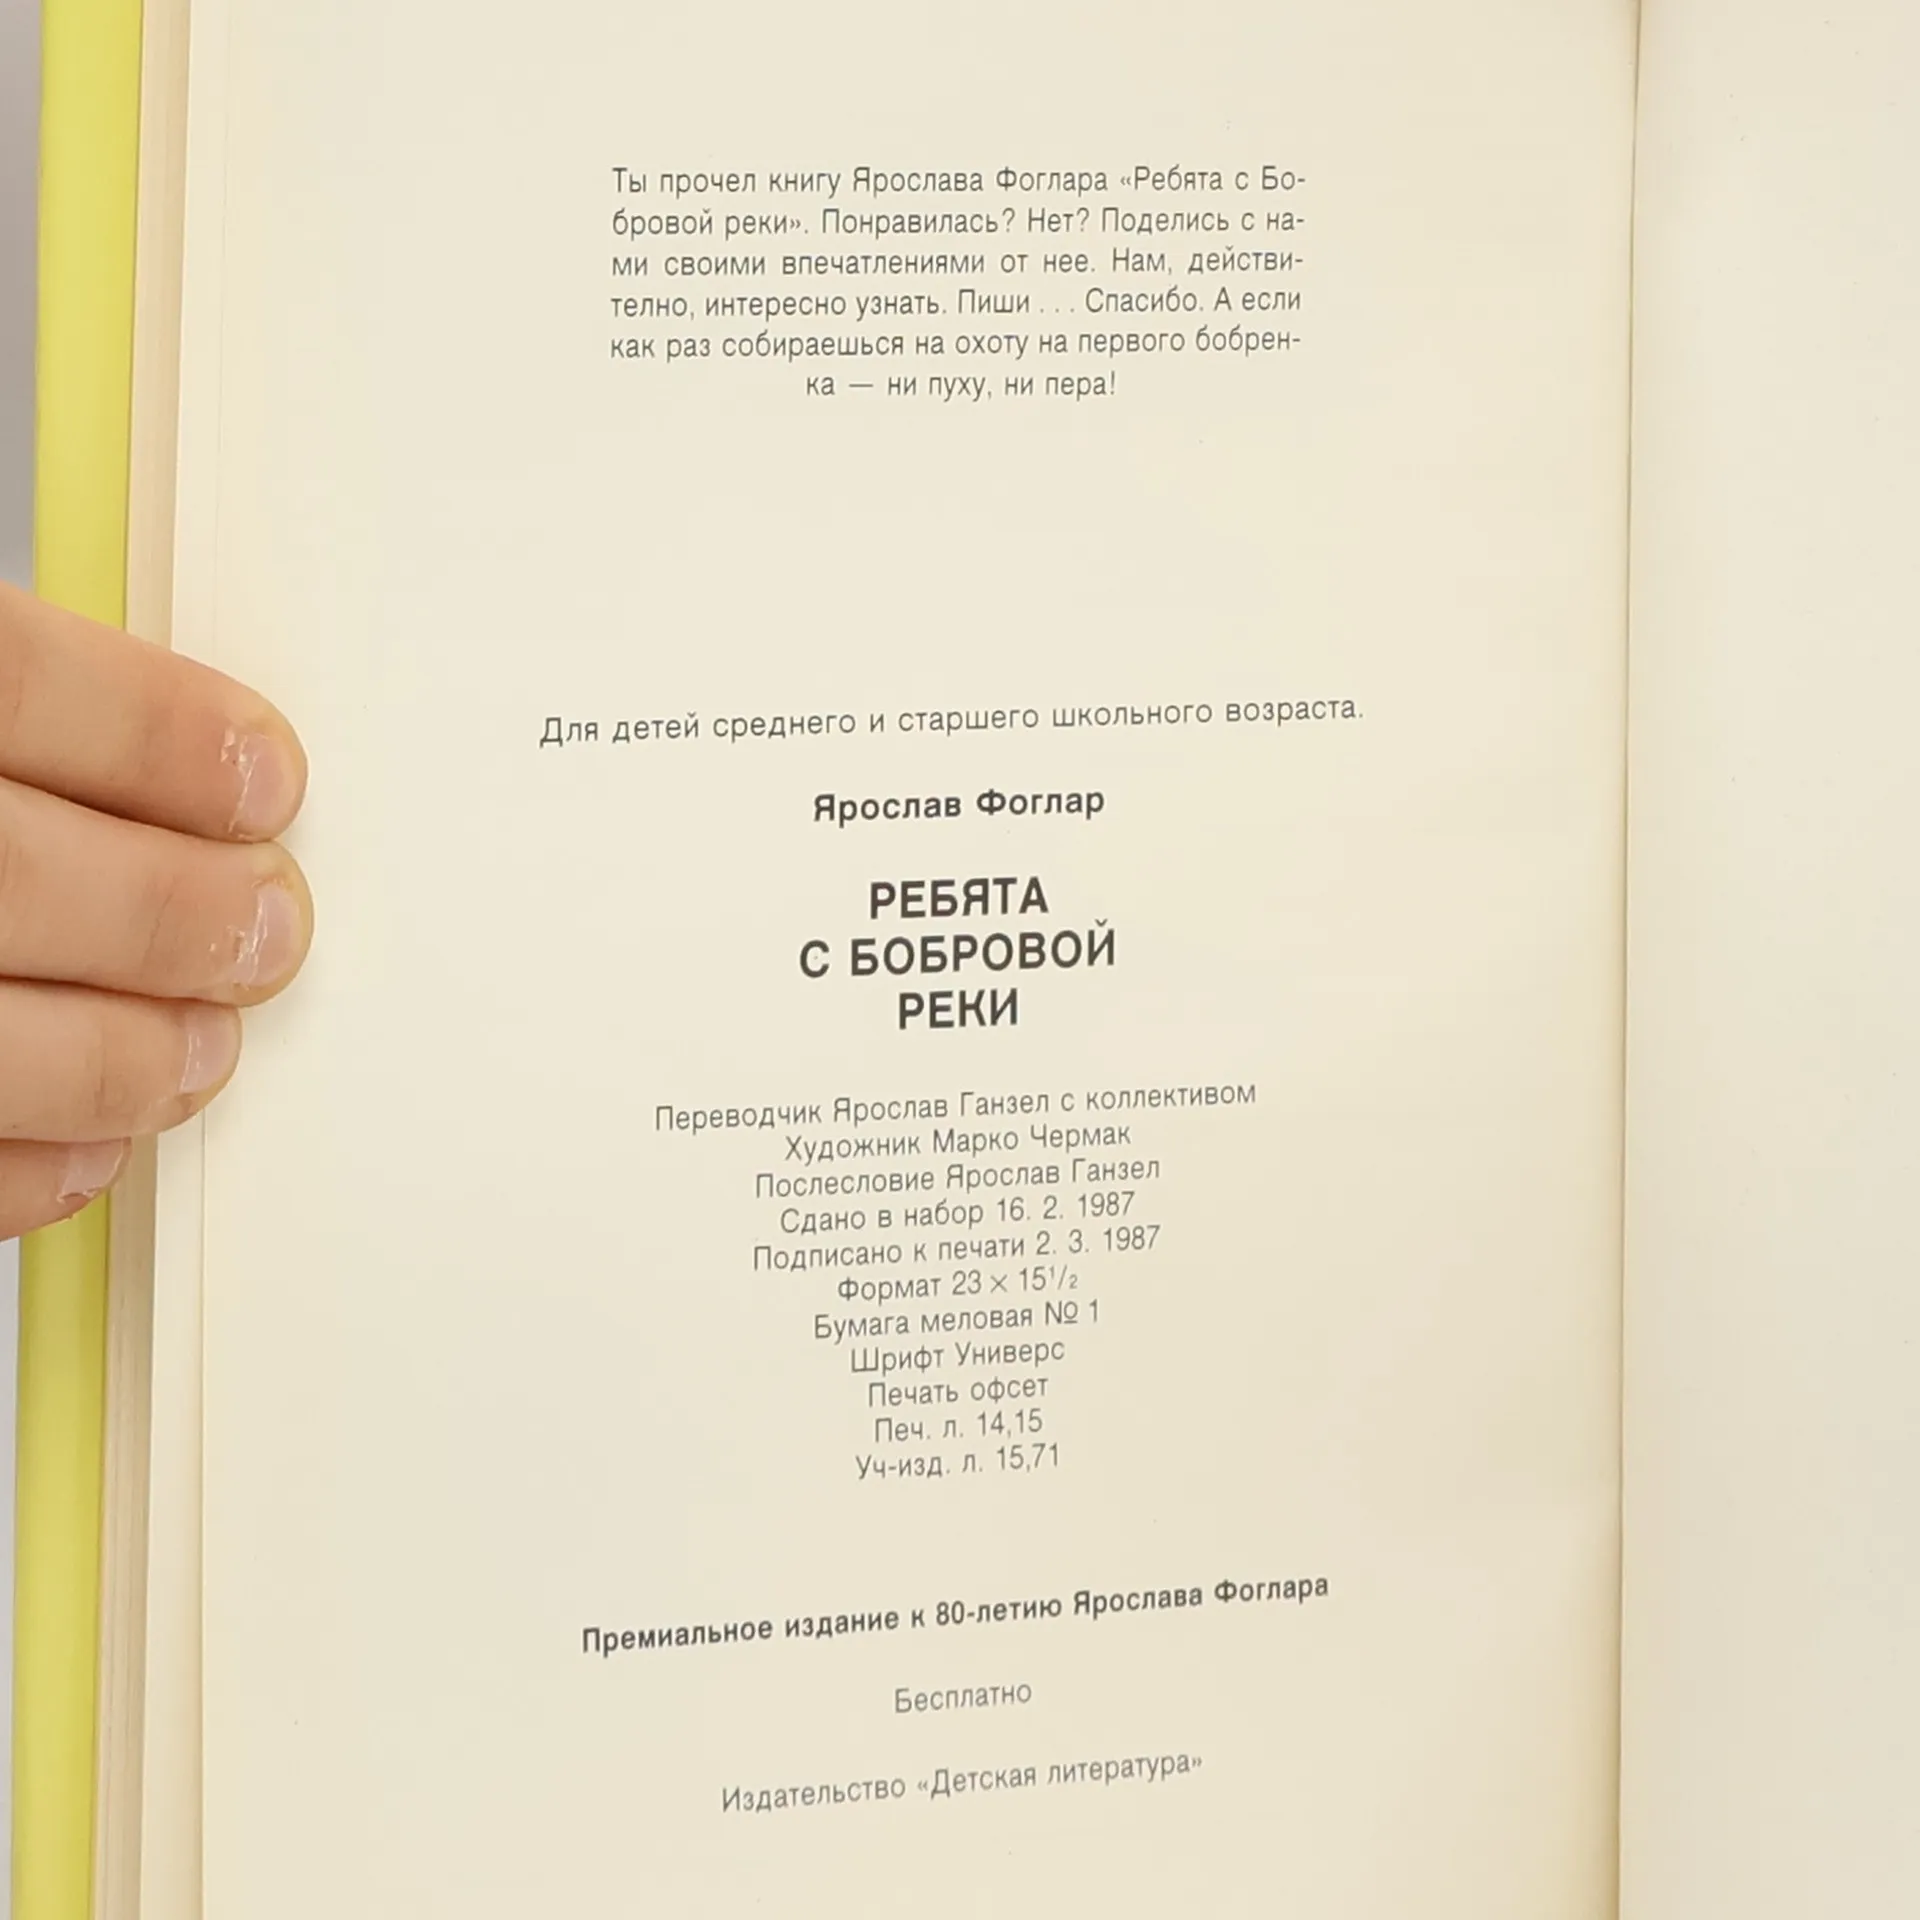 Ты прочел книгу Ярослава Фоглара «Ребята с Бо-
бровой реки». Понравилась? Нет? Поделись с на-
ми своими впечатлениями от нее. Нам, действи-
телно, интересно узнать. Пиши . . . Спасибо. А если
как раз собираешься на охоту на первого бобрен-
ка — ни пуху, ни пера!
Для детей среднего и старшего школьного возраста.
Ярослав Фоглар
РЕБЯТА
С БОБРОВОЙ
РЕКИ
Переводчик Ярослав Ганзел с коллективом
Художник Марко Чермак
Послесловие Ярослав Ганзел
Сдано в набор 16. 2. 1987
Подписано к печати 2. 3. 1987
Формат 23 × 15¹/₂
Бумага меловая № 1
Шрифт Универс
Печать офсет
Печ. л. 14,15
Уч-изд. л. 15,71
Премиальное издание к 80-летию Ярослава Фоглара
Бесплатно
Издательство «Детская литература»